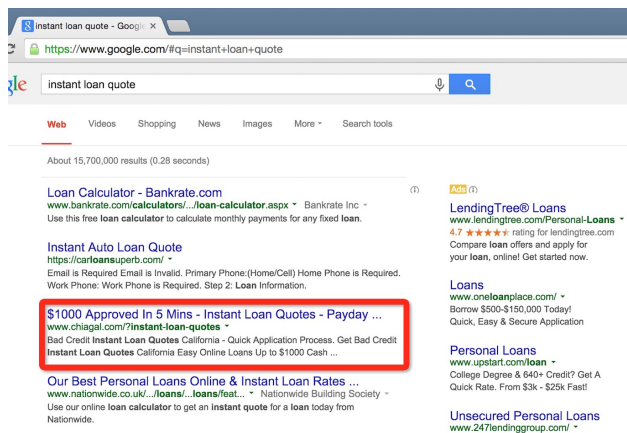 instant loan quote - Google
https://www.google.com/#q=instant+loan+quote
gle
instant loan quote
Web Videos Shopping News Images More Search tools
About 15,700,000 results (0.28 seconds)
Loan Calculator - Bankrate.com
www.bankrate.com/calculators/.../loan-calculator.aspx Bankrate Inc
Use this free loan calculator to calculate monthly payments for any fixed loan.
Instant Auto Loan Quote
https://carloansuperb.com/
Email is Required Email is Invalid. Primary Phone:(Home/Cell) Home Phone is Required.
Work Phone: Work Phone is Required. Step 2: Loan Information.
$1000 Approved In 5 Mins - Instant Loan Quotes - Payday ...
www.chiagal.com/?instant-loan-quotes
Bad Credit Instant Loan Quotes California - Quick Application Process. Get Bad Credit
Instant Loan Quotes California Easy Online Loans Up to $1000 Cash ...
Our Best Personal Loans Online & Instant Loan Rates ...
www.nationwide.co.uk/.../loans/...loans/feat... Nationwide Building Society
Use our online loan calculator to get an instant quote for a loan today from
Nationwide.
Ads
LendingTree® Loans
www.lendingtree.com/Personal-Loans
4.7 ★★★★★ rating for lendingtree.com
Compare loan offers and apply for
your loan, online! Get started now.
Loans
www.oneloanplace.com/
Borrow $500-$150,000 Today!
Quick, Easy & Secure Application
Personal Loans
www.upstart.com/loan
College Degree & 640+ Credit? Get A
Quick Rate. From $3k - $25k Fast!
Unsecured Personal Loans
www.247lendinggroup.com/